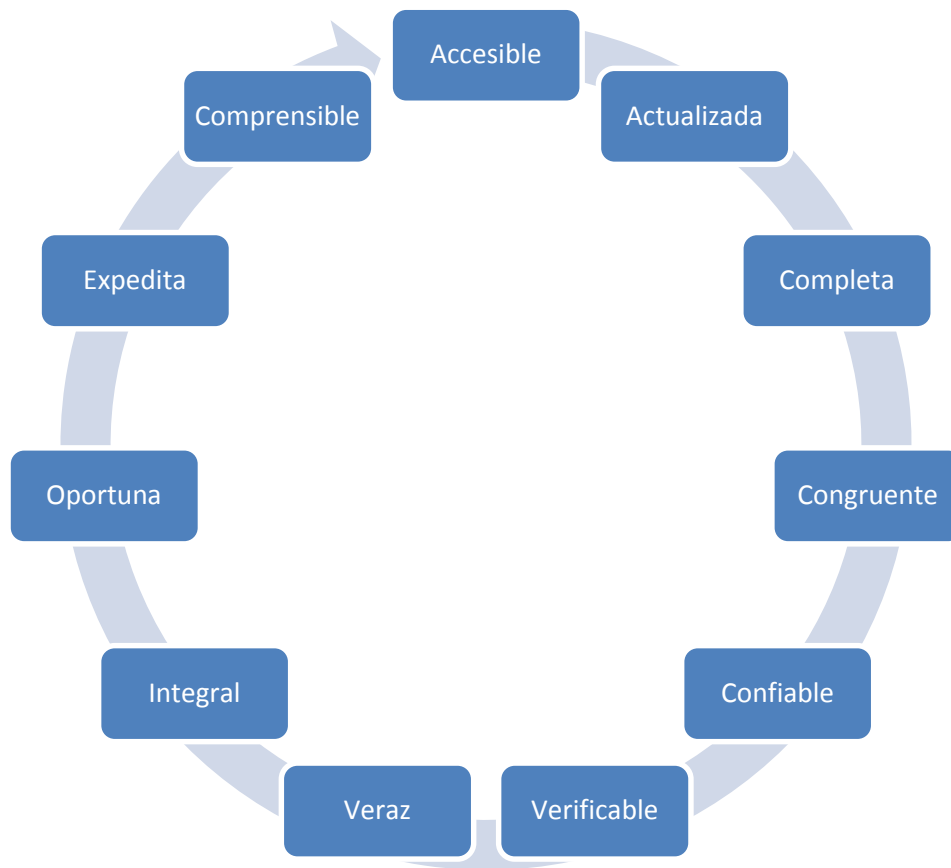 Accesible
Actualizada
Completa
Congruente
Confiable
Verificable
Veraz
Integral
Oportuna
Expedita
Comprensible